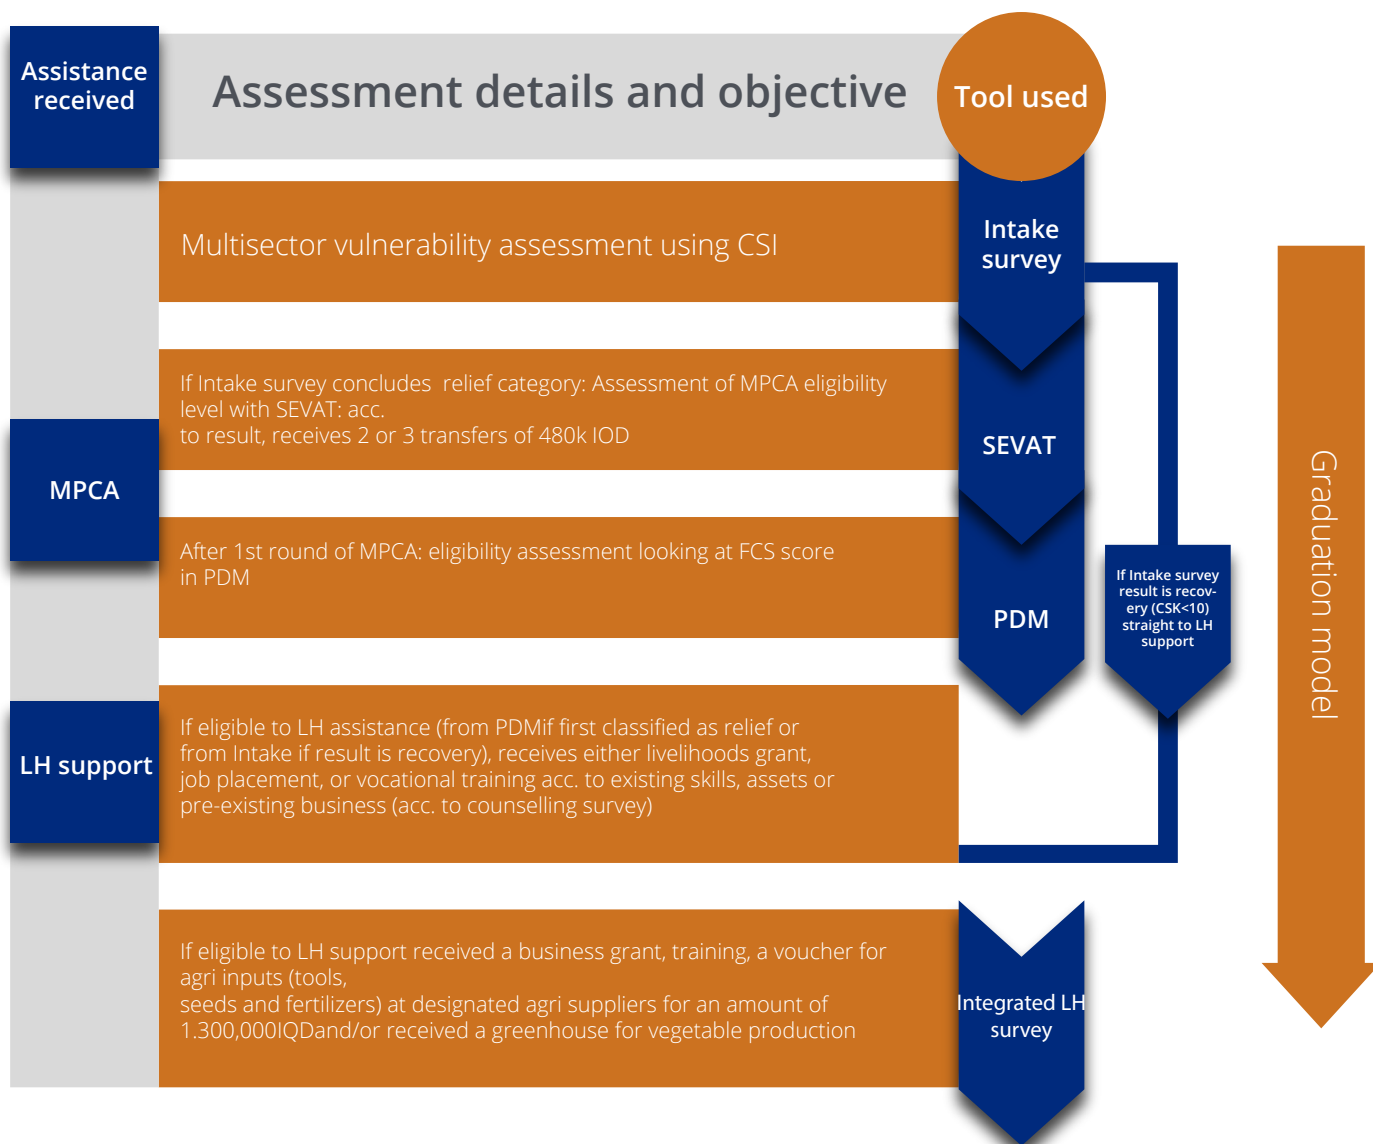 Assistance
received
Assessment details and objective
Tool used
Multisector vulnerability assessment using CSI
Intake
survey
If Intake survey concludes  relief category: Assessment of MPCA eligibility
level with SEVAT: acc.
to result, receives 2 or 3 transfers of 480k IOD
SEVAT
MPCA
After 1st round of MPCA: eligibility assessment looking at FCS score
in PDM
PDM
If Intake survey
result is recov-
ery (CSK<10)
straight to LH
support
LH support
If eligible to LH assistance (from PDMif first classified as relief or
from Intake if result is recovery), receives either livelihoods grant,
job placement, or vocational training acc. to existing skills, assets or
pre-existing business (acc. to counselling survey)
If eligible to LH support received a business grant, training, a voucher for
agri inputs (tools,
seeds and fertilizers) at designated agri suppliers for an amount of
1.300,000IQDand/or received a greenhouse for vegetable production
Integrated LH
survey
Graduation model